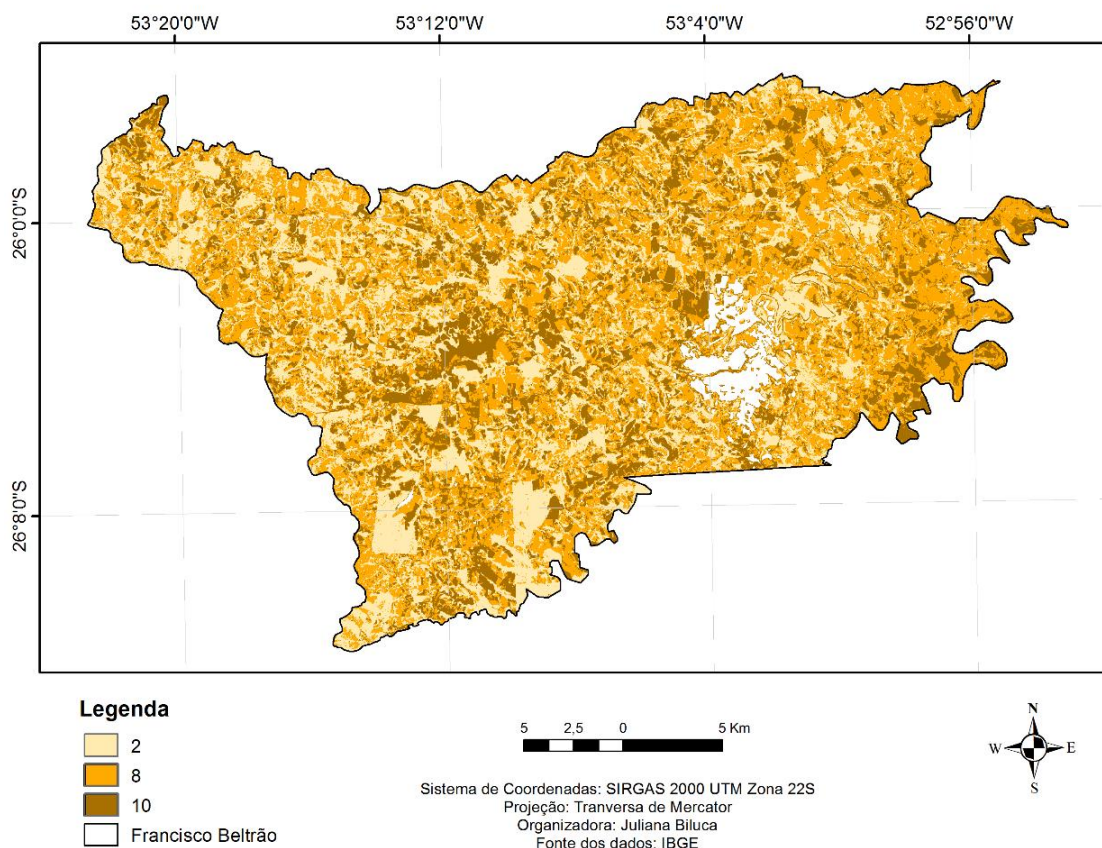 53°20'0"W 53°12'0"W 53°4'0"W 52°56'0"W
26°0'0"S
26°8'0"S
Legenda
2
8
10
Francisco Beltrão
5 2,5 0 5 Km
Sistema de Coordenadas: SIRGAS 2000 UTM Zona 22S
Projeção: Tranversa de Mercator
Organizadora: Juliana Biluca
Fonte dos dados: IBGE
N
W E
S